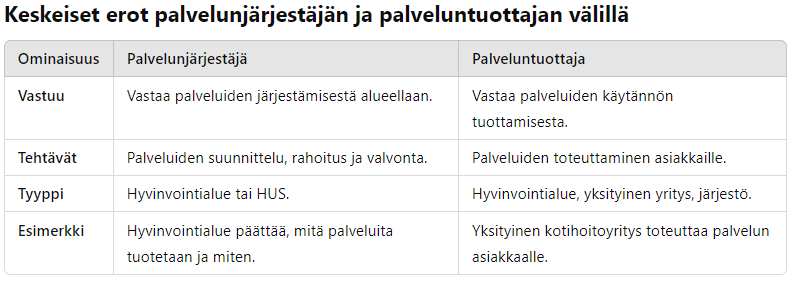 Keskeiset erot palvelunjärjestäjän ja palveluntuottajan välillä
Ominaisuus Palvelunjärjestäjä Palveluntuottaja
Vastuu Vastaa palveluiden järjestämisestä alueellaan. Vastaa palveluiden käytännön
tuottamisesta.
Tehtävät Palveluiden suunnittelu, rahoitus ja valvonta. Palveluiden toteuttaminen asiakkaille.
Tyyppi Hyvinvointialue tai HUS. Hyvinvointialue, yksityinen yritys, järjestö.
Esimerkki Hyvinvointialue päättää, mitä palveluita Yksityinen kotihoitoyritys toteuttaa palvelun
tuotetaan ja miten. asiakkaalle.